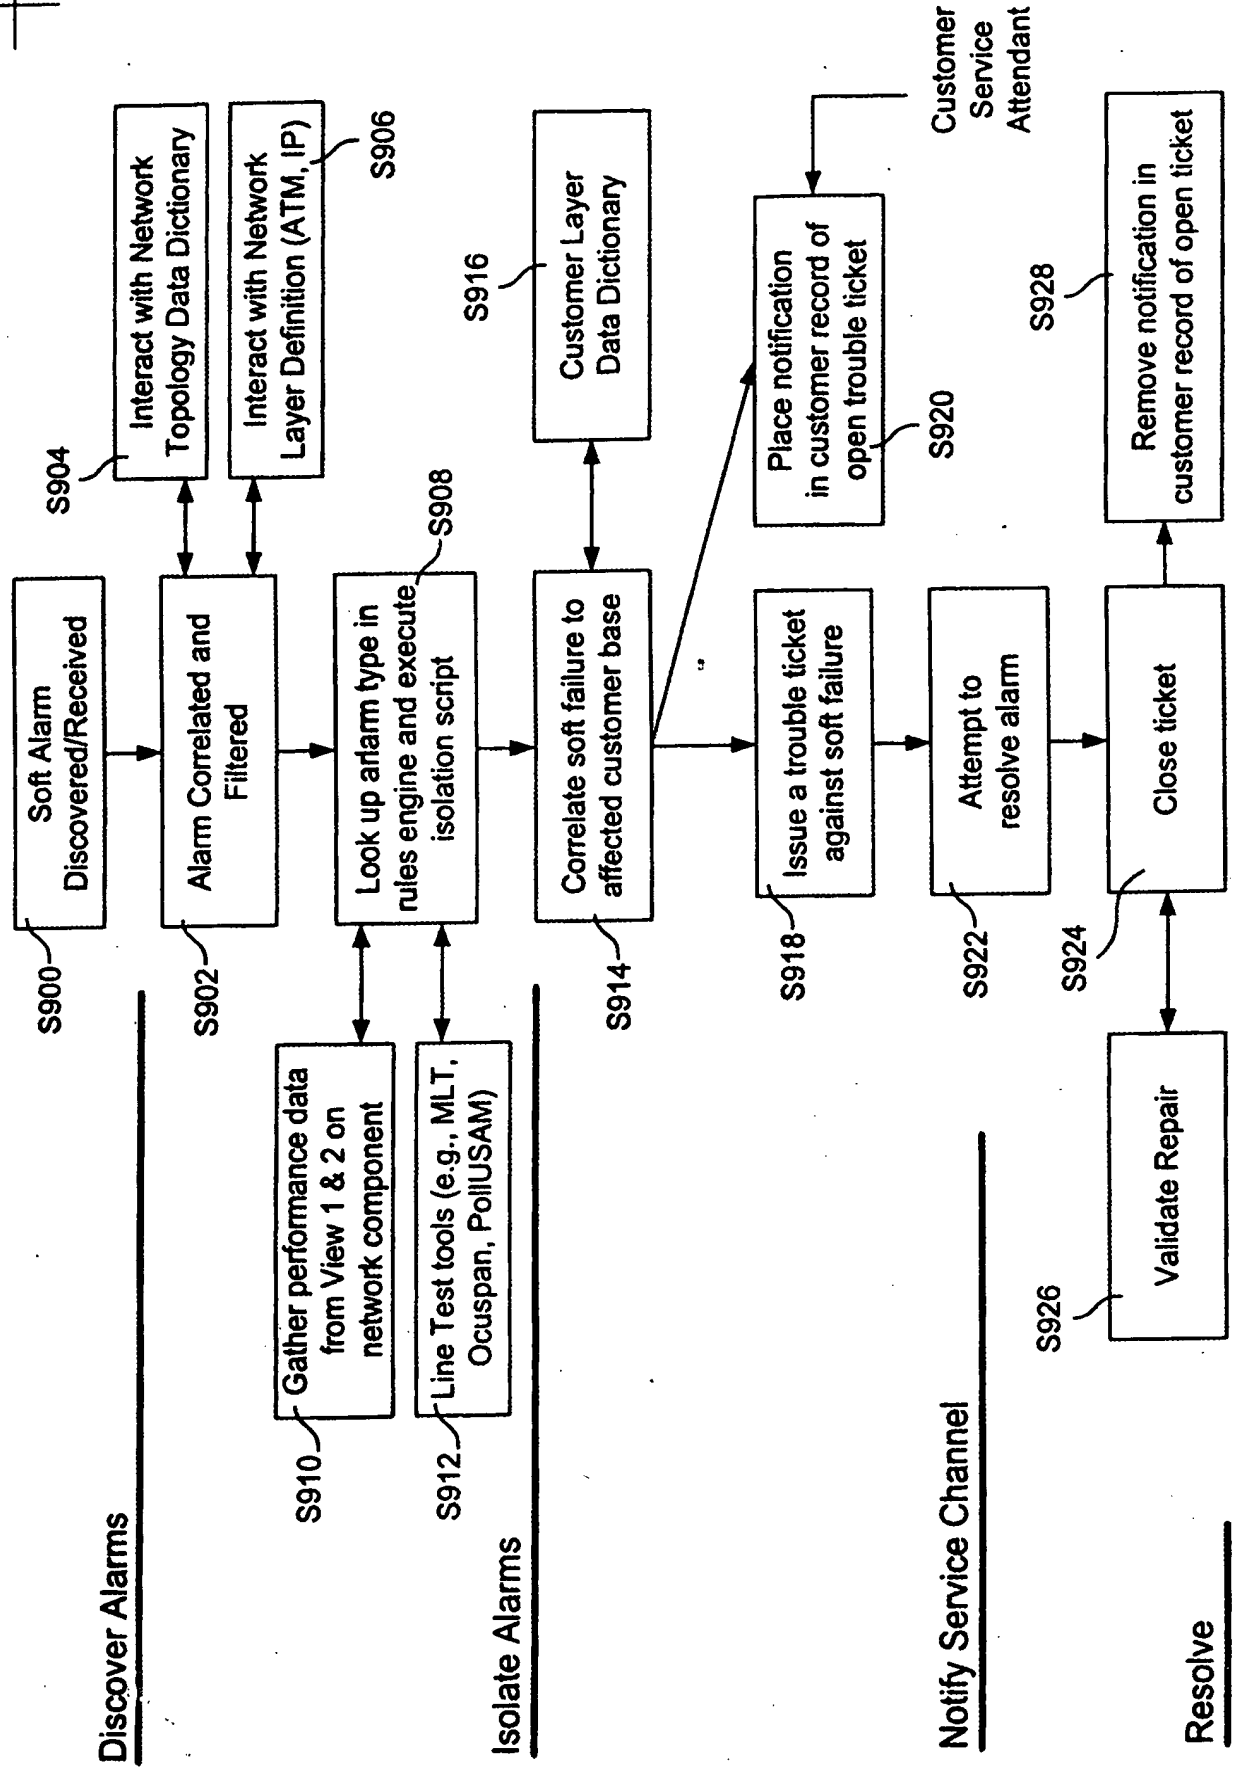 Discover Alarms
S900
Soft Alarm
Discovered/Received
S902
Alarm Correlated and
Filtered
S904
Interact with Network
Topology Data Dictionary
Interact with Network
Layer Definition (ATM, IP)
S906
Isolate Alarms
S910
Gather performance data
from View 1 & 2 on
network component
S912
Line Test tools (e.g., MLT,
Ocuspan, PollUSAM)
Look up arlarm type in
rules engine and execute
isolation script
S908
S914
Correlate soft failure to
affected customer base
S916
Customer Layer
Data Dictionary
Notify Service Channel
S918
Issue a trouble ticket
against soft failure
Place notification
in customer record of
open trouble ticket
S920
Customer
Service
Attendant
S922
Attempt to
resolve alarm
Resolve
S926
Validate Repair
S924
Close ticket
S928
Remove notification in
customer record of open ticket